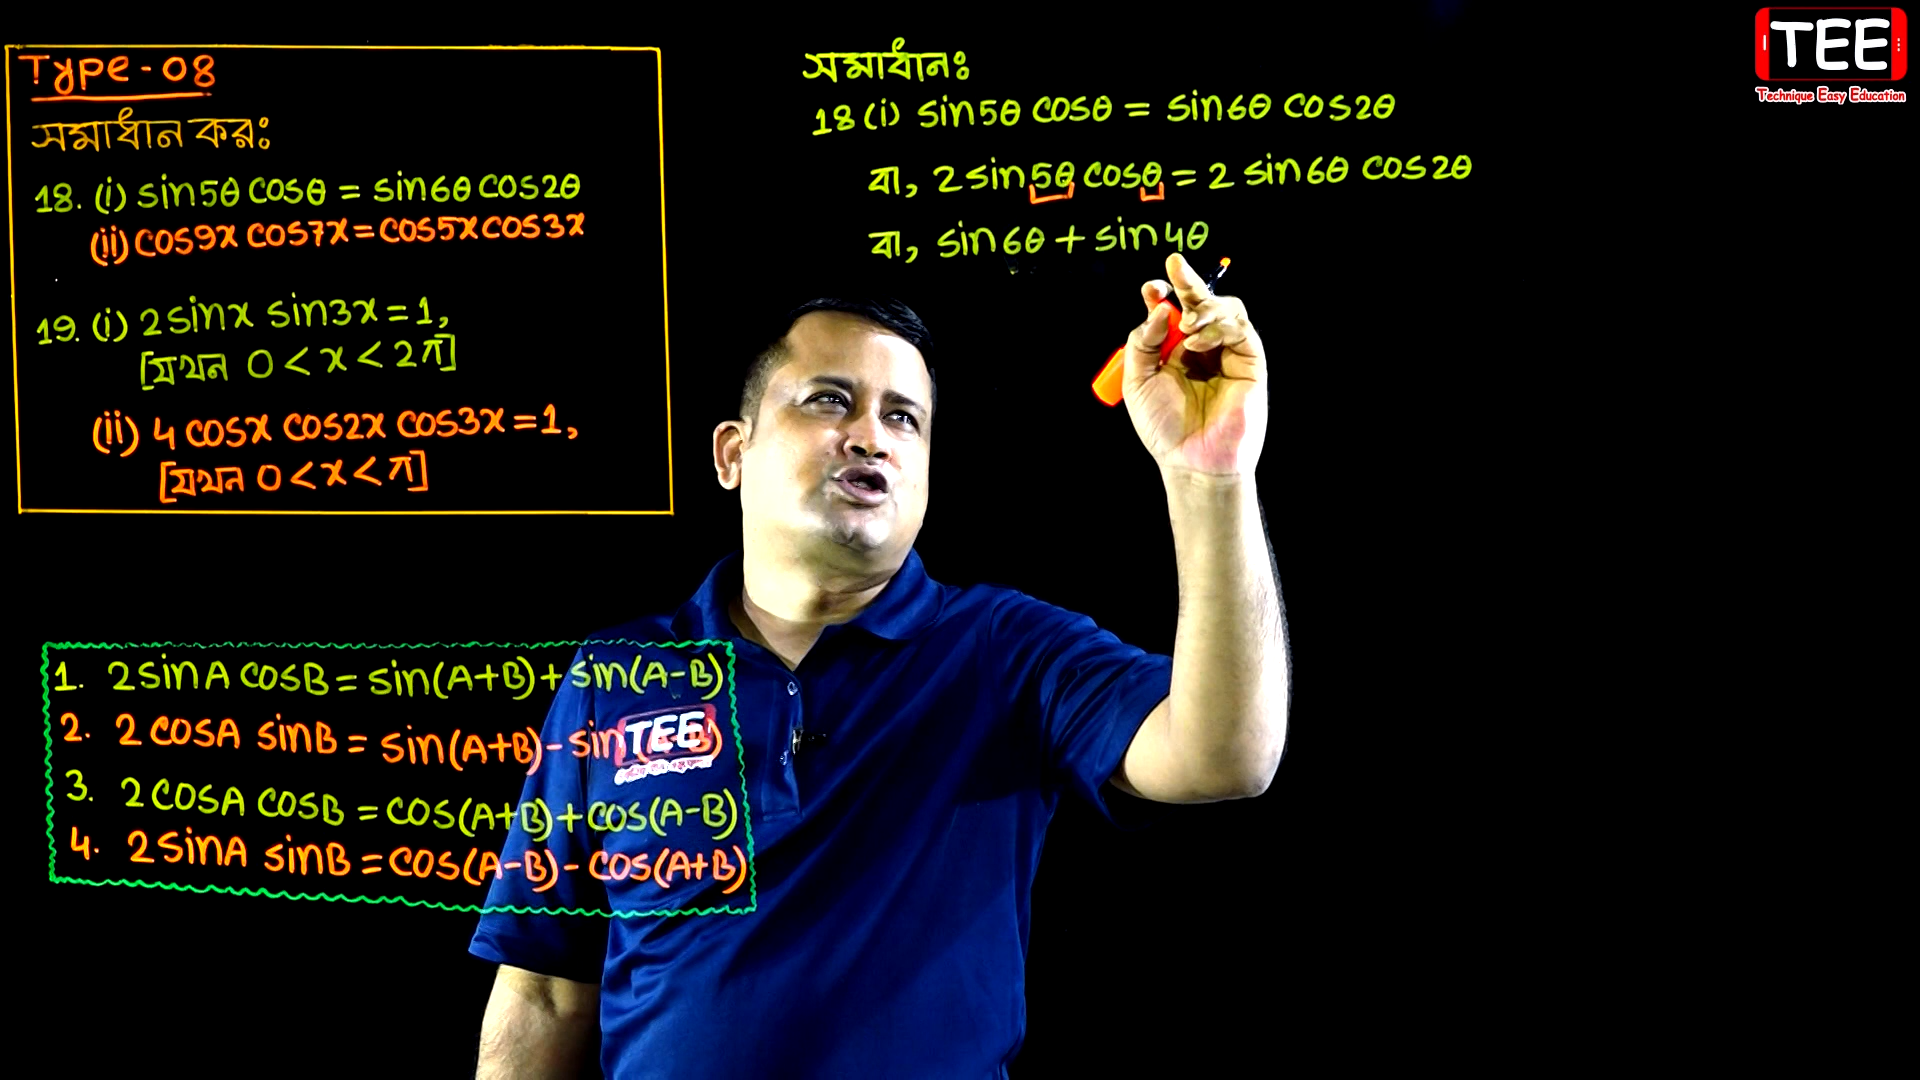 Type-08
সমাধান করঃ
18. (i) sin5θ cosθ = sin6θ cos2θ
(ii) cos9x cos7x = cos5x cos3x
19. (i) 2sinx sin3x = 1,
[যখন 0 < x < 2π]
(ii) 4 cosx cos2x cos3x = 1,
[যখন 0 < x < π]
সমাধানঃ
18 (i) sin5θ cosθ = sin6θ cos2θ
বা, 2 sin5θ cosθ = 2 sin6θ cos2θ
বা, sin6θ + sin4θ
1. 2sinA cosB = sin(A+B)+ sin(A-B)
2. 2 cosA sinB = sin(A+B) - sin
3. 2cosA cosB = cos(A+B)+cos(A-B)
4. 2sinA sinB = cos(A-B) - cos(A+B)
TEE
TEE
Technique Easy Education